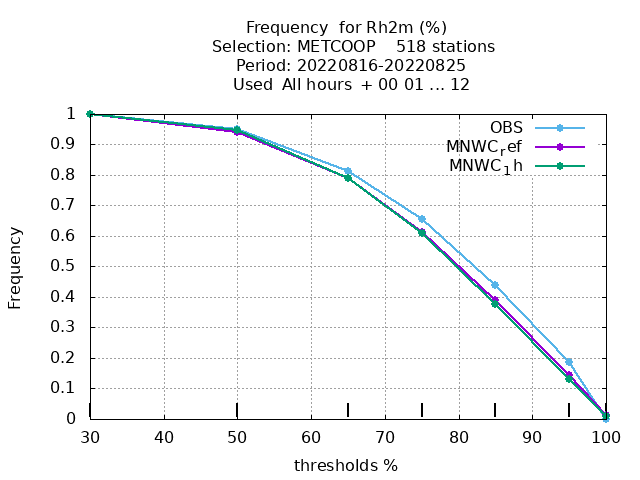 Frequency  for Rh2m (%)
Selection: METCOOP    518 stations
Period: 20220816-20220825
Used  All hours  + 00 01 ... 12
1
0.9
0.8
0.7
0.6
0.5
0.4
0.3
0.2
0.1
0
Frequency
OBS
MNWCref
MNWC1h
30 40 50 60 70 80 90 100
thresholds %